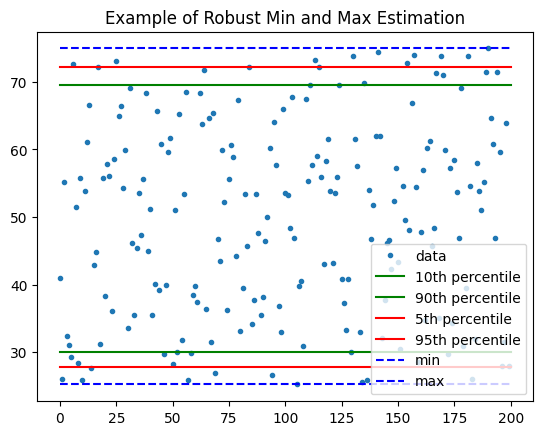 Example of Robust Min and Max Estimation
70
60
50
40
30
data
10th percentile
90th percentile
5th percentile
95th percentile
min
max
0
25
50
75
100
125
150
175
200